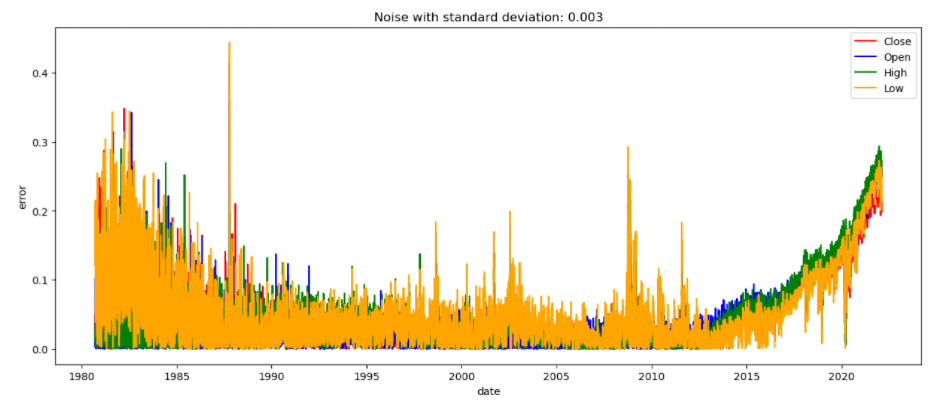 Noise with standard deviation: 0.003
Close
Open
High
Low
error
0.4
0.3
0.2
0.1
0.0
1980 1985 1990 1995 2000 2005 2010 2015 2020
date